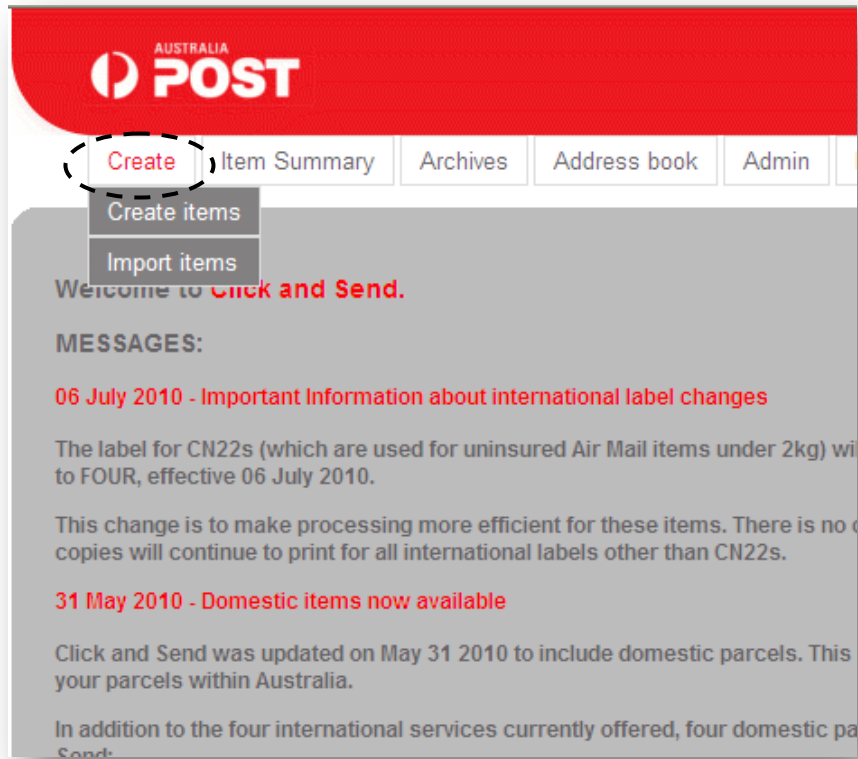 AUSTRALIA
POST
Create Item Summary Archives Address book Admin
Create items
Import items
Welcome to Click and Send.
MESSAGES:
06 July 2010 - Important Information about international label changes
The label for CN22s (which are used for uninsured Air Mail items under 2kg)
to FOUR, effective 06 July 2010.
This change is to make processing more efficient for these items. There is no
copies will continue to print for all international labels other than CN22s.
31 May 2010 - Domestic items now available
Click and Send was updated on May 31 2010 to include domestic parcels. This
your parcels within Australia.
In addition to the four international services currently offered, four domestic
Send: